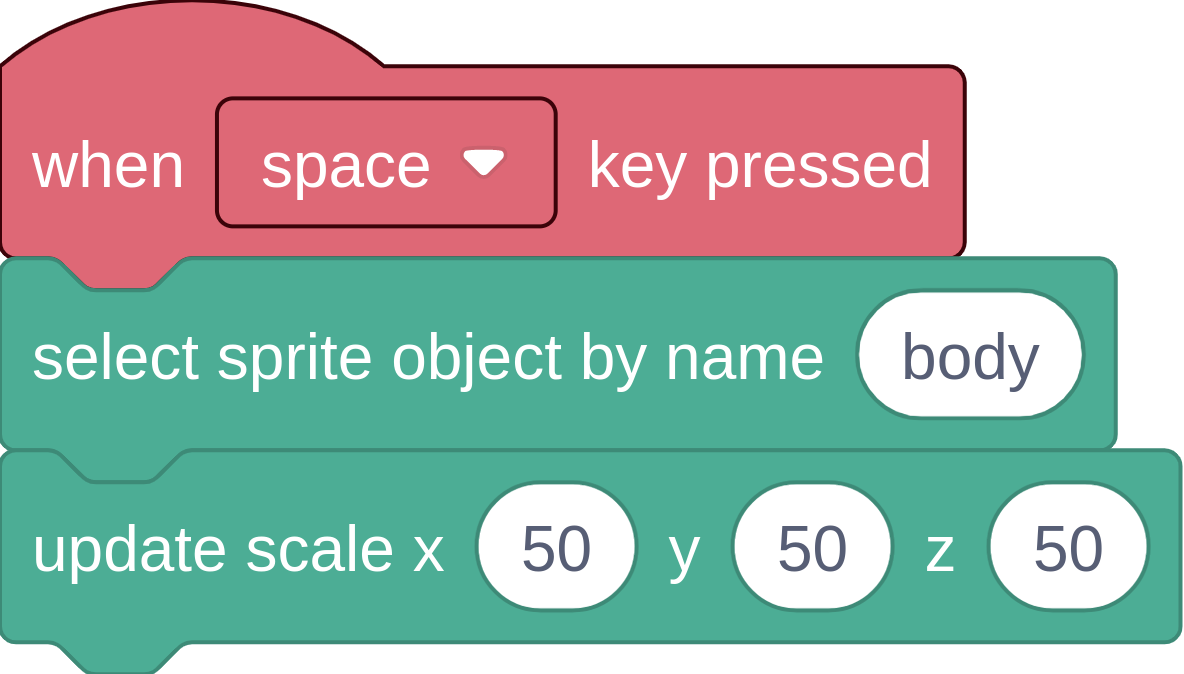 when space key pressed
select sprite object by name body
update scale x 50 y 50 z 50